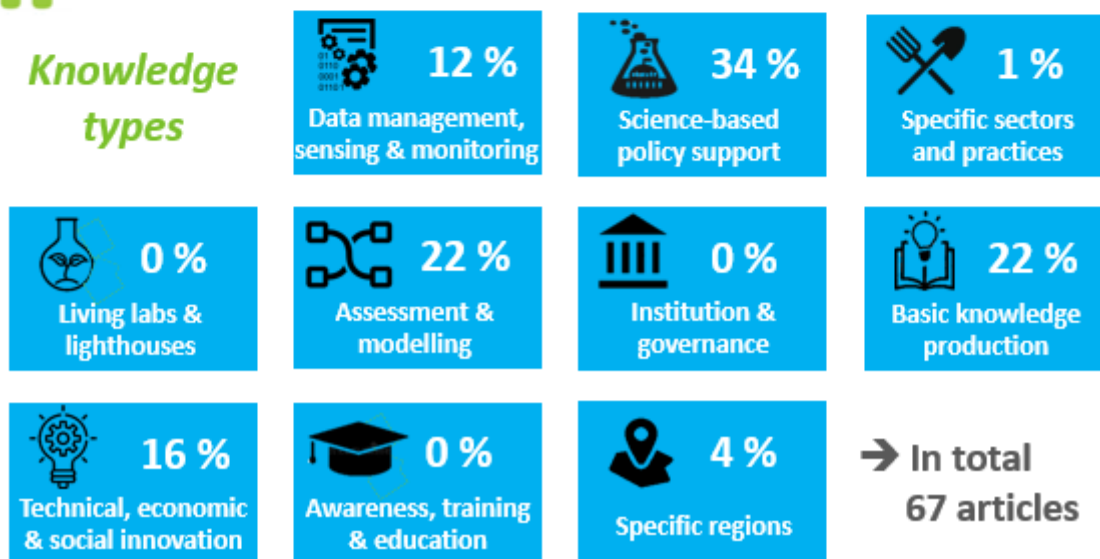 Knowledge
types
12 %
Data management,
sensing & monitoring
34 %
Science-based
policy support
1 %
Specific sectors
and practices
0 %
Living labs &
lighthouses
22 %
Assessment &
modelling
0 %
Institution &
governance
22 %
Basic knowledge
production
16 %
Technical, economic
& social innovation
0 %
Awareness, training
& education
4 %
Specific regions
➔ In total
67 articles